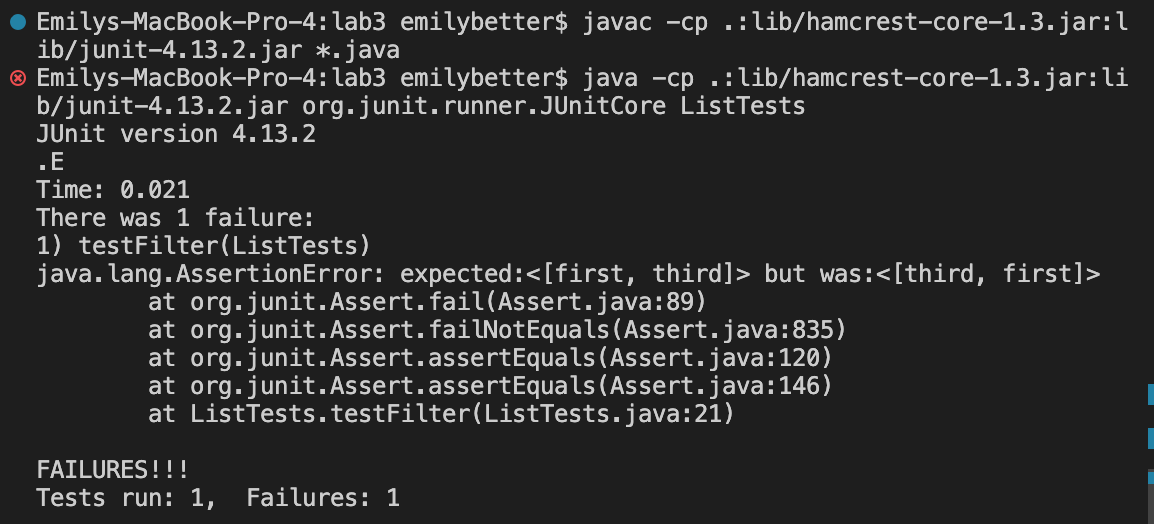 Emilys-MacBook-Pro-4:lab3 emilybetter$ javac -cp .:lib/hamcrest-core-1.3.jar:l
ib/junit-4.13.2.jar *.java
Emilys-MacBook-Pro-4:lab3 emilybetter$ java -cp .:lib/hamcrest-core-1.3.jar:li
b/junit-4.13.2.jar org.junit.runner.JUnitCore ListTests
JUnit version 4.13.2
.E
Time: 0.021
There was 1 failure:
1) testFilter(ListTests)
java.lang.AssertionError: expected:<[first, third]> but was:<[third, first]>
        at org.junit.Assert.fail(Assert.java:89)
        at org.junit.Assert.failNotEquals(Assert.java:835)
        at org.junit.Assert.assertEquals(Assert.java:120)
        at org.junit.Assert.assertEquals(Assert.java:146)
        at ListTests.testFilter(ListTests.java:21)
FAILURES!!!
Tests run: 1,  Failures: 1